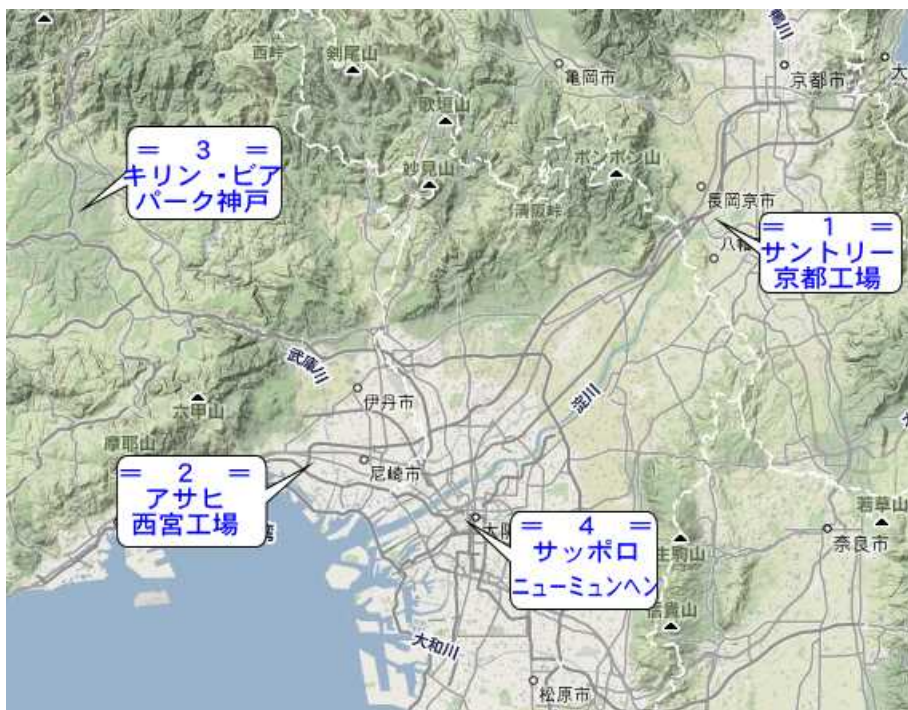 鴨川
西峠
剣尾山
亀岡市
京都市
大
歌垣山
= 3 =
キリン・ビア
パーク神戸
妙見山
ポンポン山
長岡京市
= 1 =
サントリー
京都工場
八幡
武庫川
伊丹市
淀川
六甲山
摩耶山
= 2 =
アサヒ
西宮工場
尼崎市
= 4 =
サッポロ
ニューミュンヘン
大阪
若草山
奈良市
生駒山
信貴山
大和川
松原市